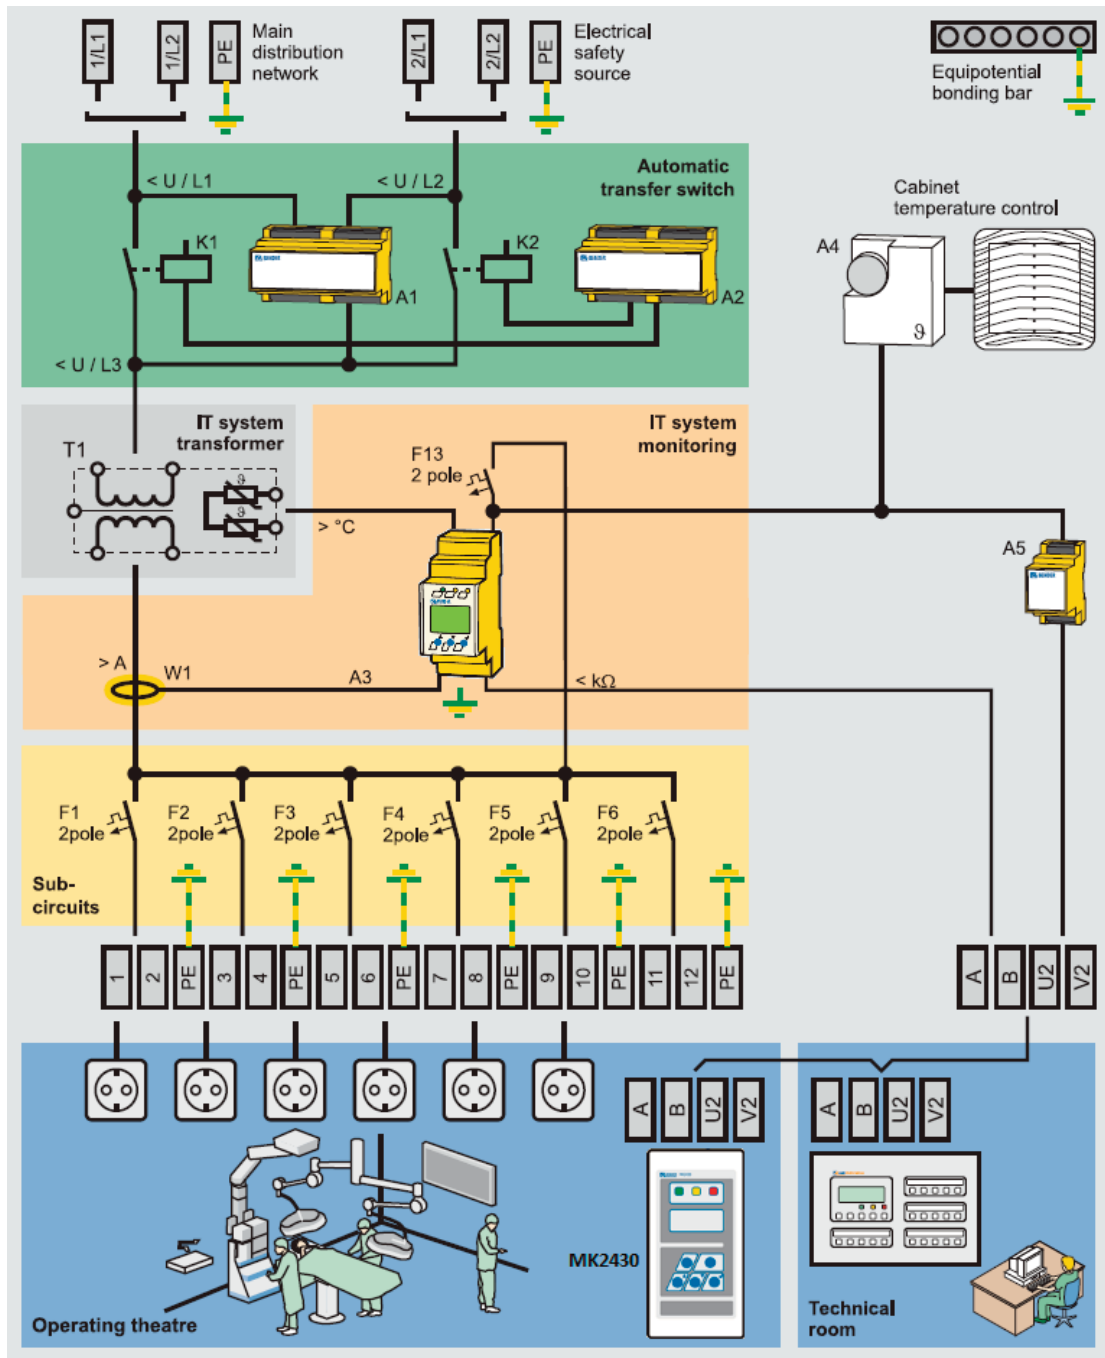 1/L1
1/L2
PE
Main
distribution
network
2/L1
2/L2
PE
Electrical
safety
source
Equipotential
bonding bar
Automatic
transfer switch
< U / L1
< U / L2
K1
K2
A1
A2
< U / L3
Cabinet
temperature control
A4
ϑ
IT system
transformer
T1
ϑ
ϑ
> °C
IT system
monitoring
F13
2 pole
A5
> A
W1
A3
< kΩ
F1
2pole
F2
2pole
F3
2pole
F4
2pole
F5
2pole
F6
2pole
Sub-
circuits
1
2
PE
3
4
PE
5
6
PE
7
8
PE
9
10
PE
11
12
PE
A
B
U2
V2
A
B
U2
V2
A
B
U2
V2
MK2430
Operating theatre
Technical
room